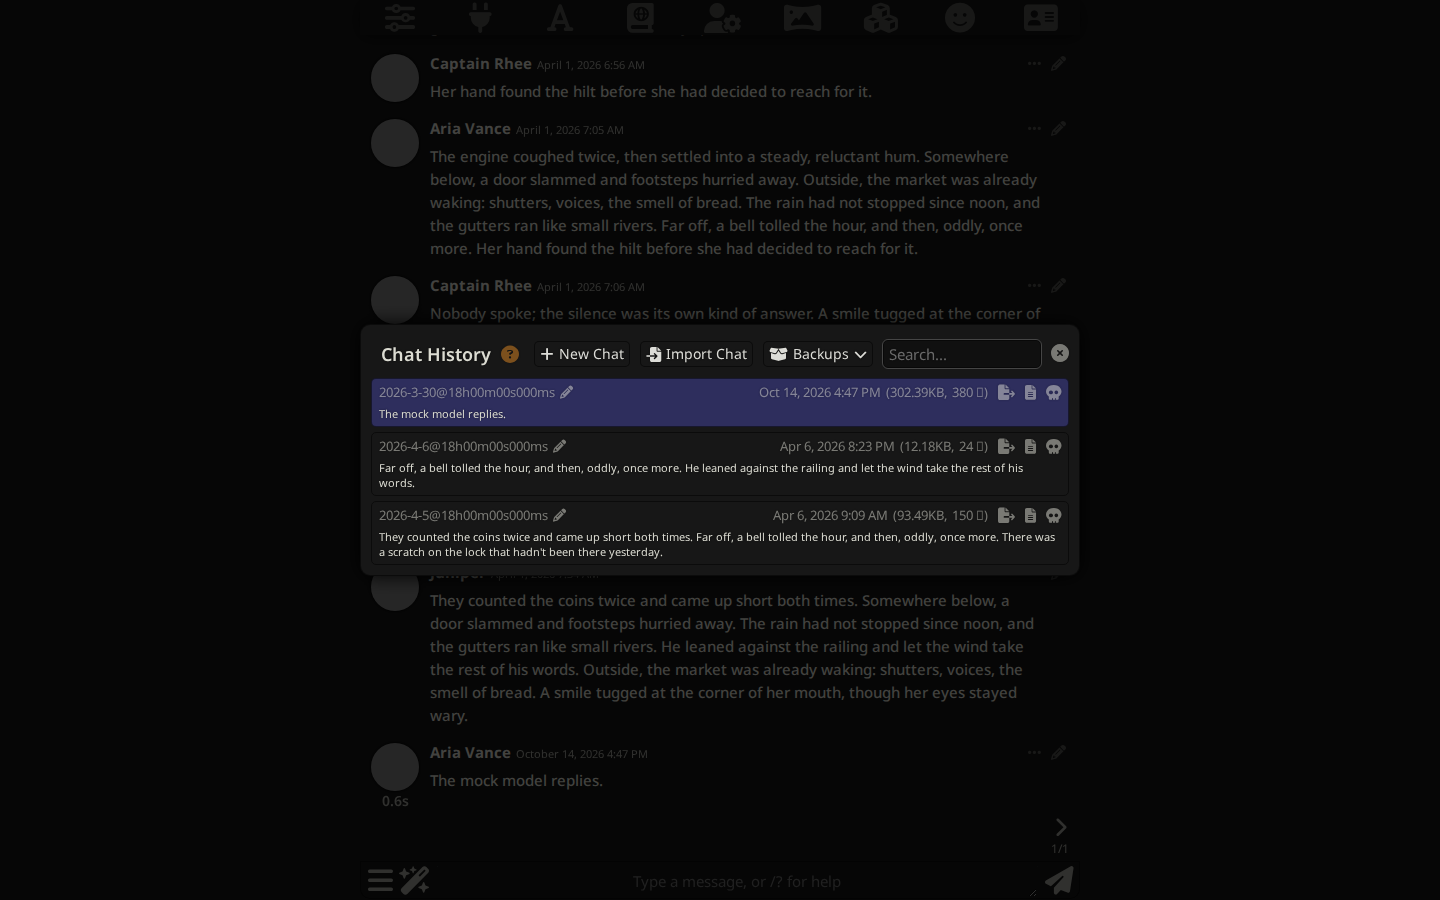 Captain Rhee April 1, 2026 6:56 AM
Her hand found the hilt before she had decided to reach for it.
Aria Vance April 1, 2026 7:05 AM
The engine coughed twice, then settled into a steady, reluctant hum. Somewhere
below, a door slammed and footsteps hurried away. Outside, the market was already
waking: shutters, voices, the smell of bread. The rain had not stopped since noon, and
the gutters ran like small rivers. Far off, a bell tolled the hour, and then, oddly, once
more. Her hand found the hilt before she had decided to reach for it.
Captain Rhee April 1, 2026 7:06 AM
Nobody spoke; the silence was its own kind of answer. A smile tugged at the corner of
Chat History ? New Chat Import Chat Backups Search...
2026-3-30@18h00m00s000ms Oct 14, 2026 4:47 PM (302.39KB, 380)
The mock model replies.
2026-4-6@18h00m00s000ms Apr 6, 2026 8:23 PM (12.18KB, 24)
Far off, a bell tolled the hour, and then, oddly, once more. He leaned against the railing and let the wind take the rest of his
words.
2026-4-5@18h00m00s000ms Apr 6, 2026 9:09 AM (93.49KB, 150)
They counted the coins twice and came up short both times. Far off, a bell tolled the hour, and then, oddly, once more. There was
a scratch on the lock that hadn't been there yesterday.
Juniper
They counted the coins twice and came up short both times. Somewhere below, a
door slammed and footsteps hurried away. The rain had not stopped since noon, and
the gutters ran like small rivers. He leaned against the railing and let the wind take
the rest of his words. Outside, the market was already waking: shutters, voices, the
smell of bread. A smile tugged at the corner of her mouth, though her eyes stayed
wary.
Aria Vance October 14, 2026 4:47 PM
The mock model replies.
0.6s
1/1
Type a message, or /? for help